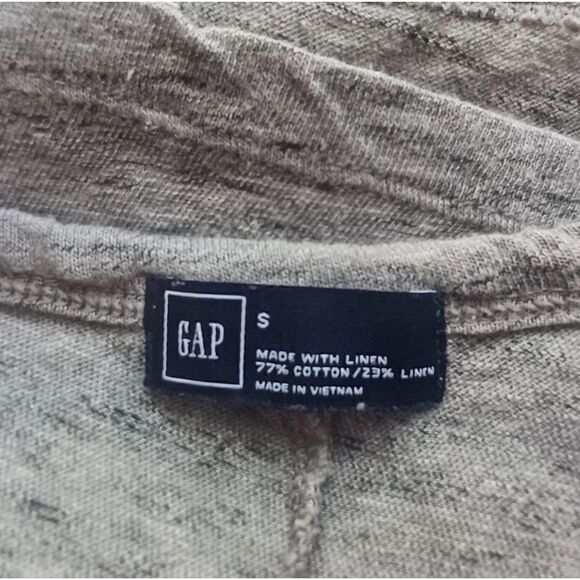 GAP
S
MADE WITH LINEN
77% COTTON/23% LINEN
MADE IN VIETNAM